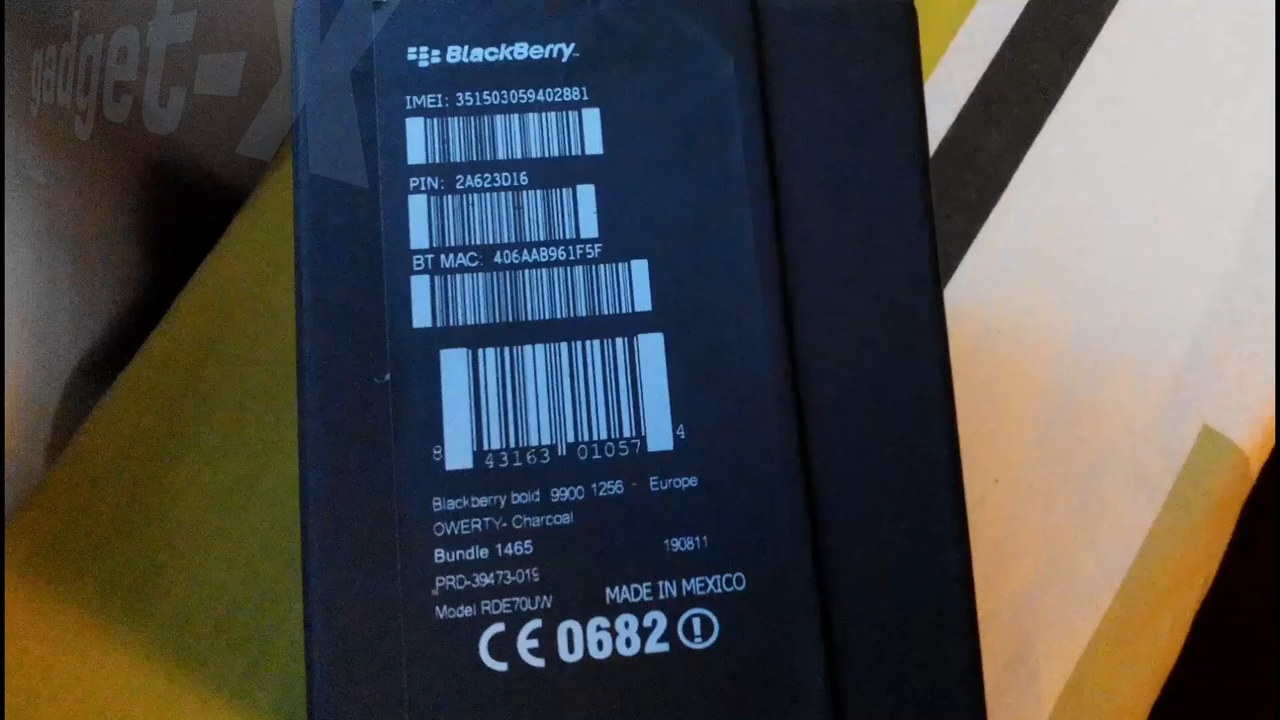 gadget-X
BlackBerry
IMEI: 351503059402881
PIN: 2A623D16
BT MAC: 406AAB961F5F
8 43163 01057 4
Blackberry bold 9900 1256 - Europe
QWERTY- Charcoal
Bundle 1465 190811
PRD-39473-019
Model RDE70UW MADE IN MEXICO
CE 0682